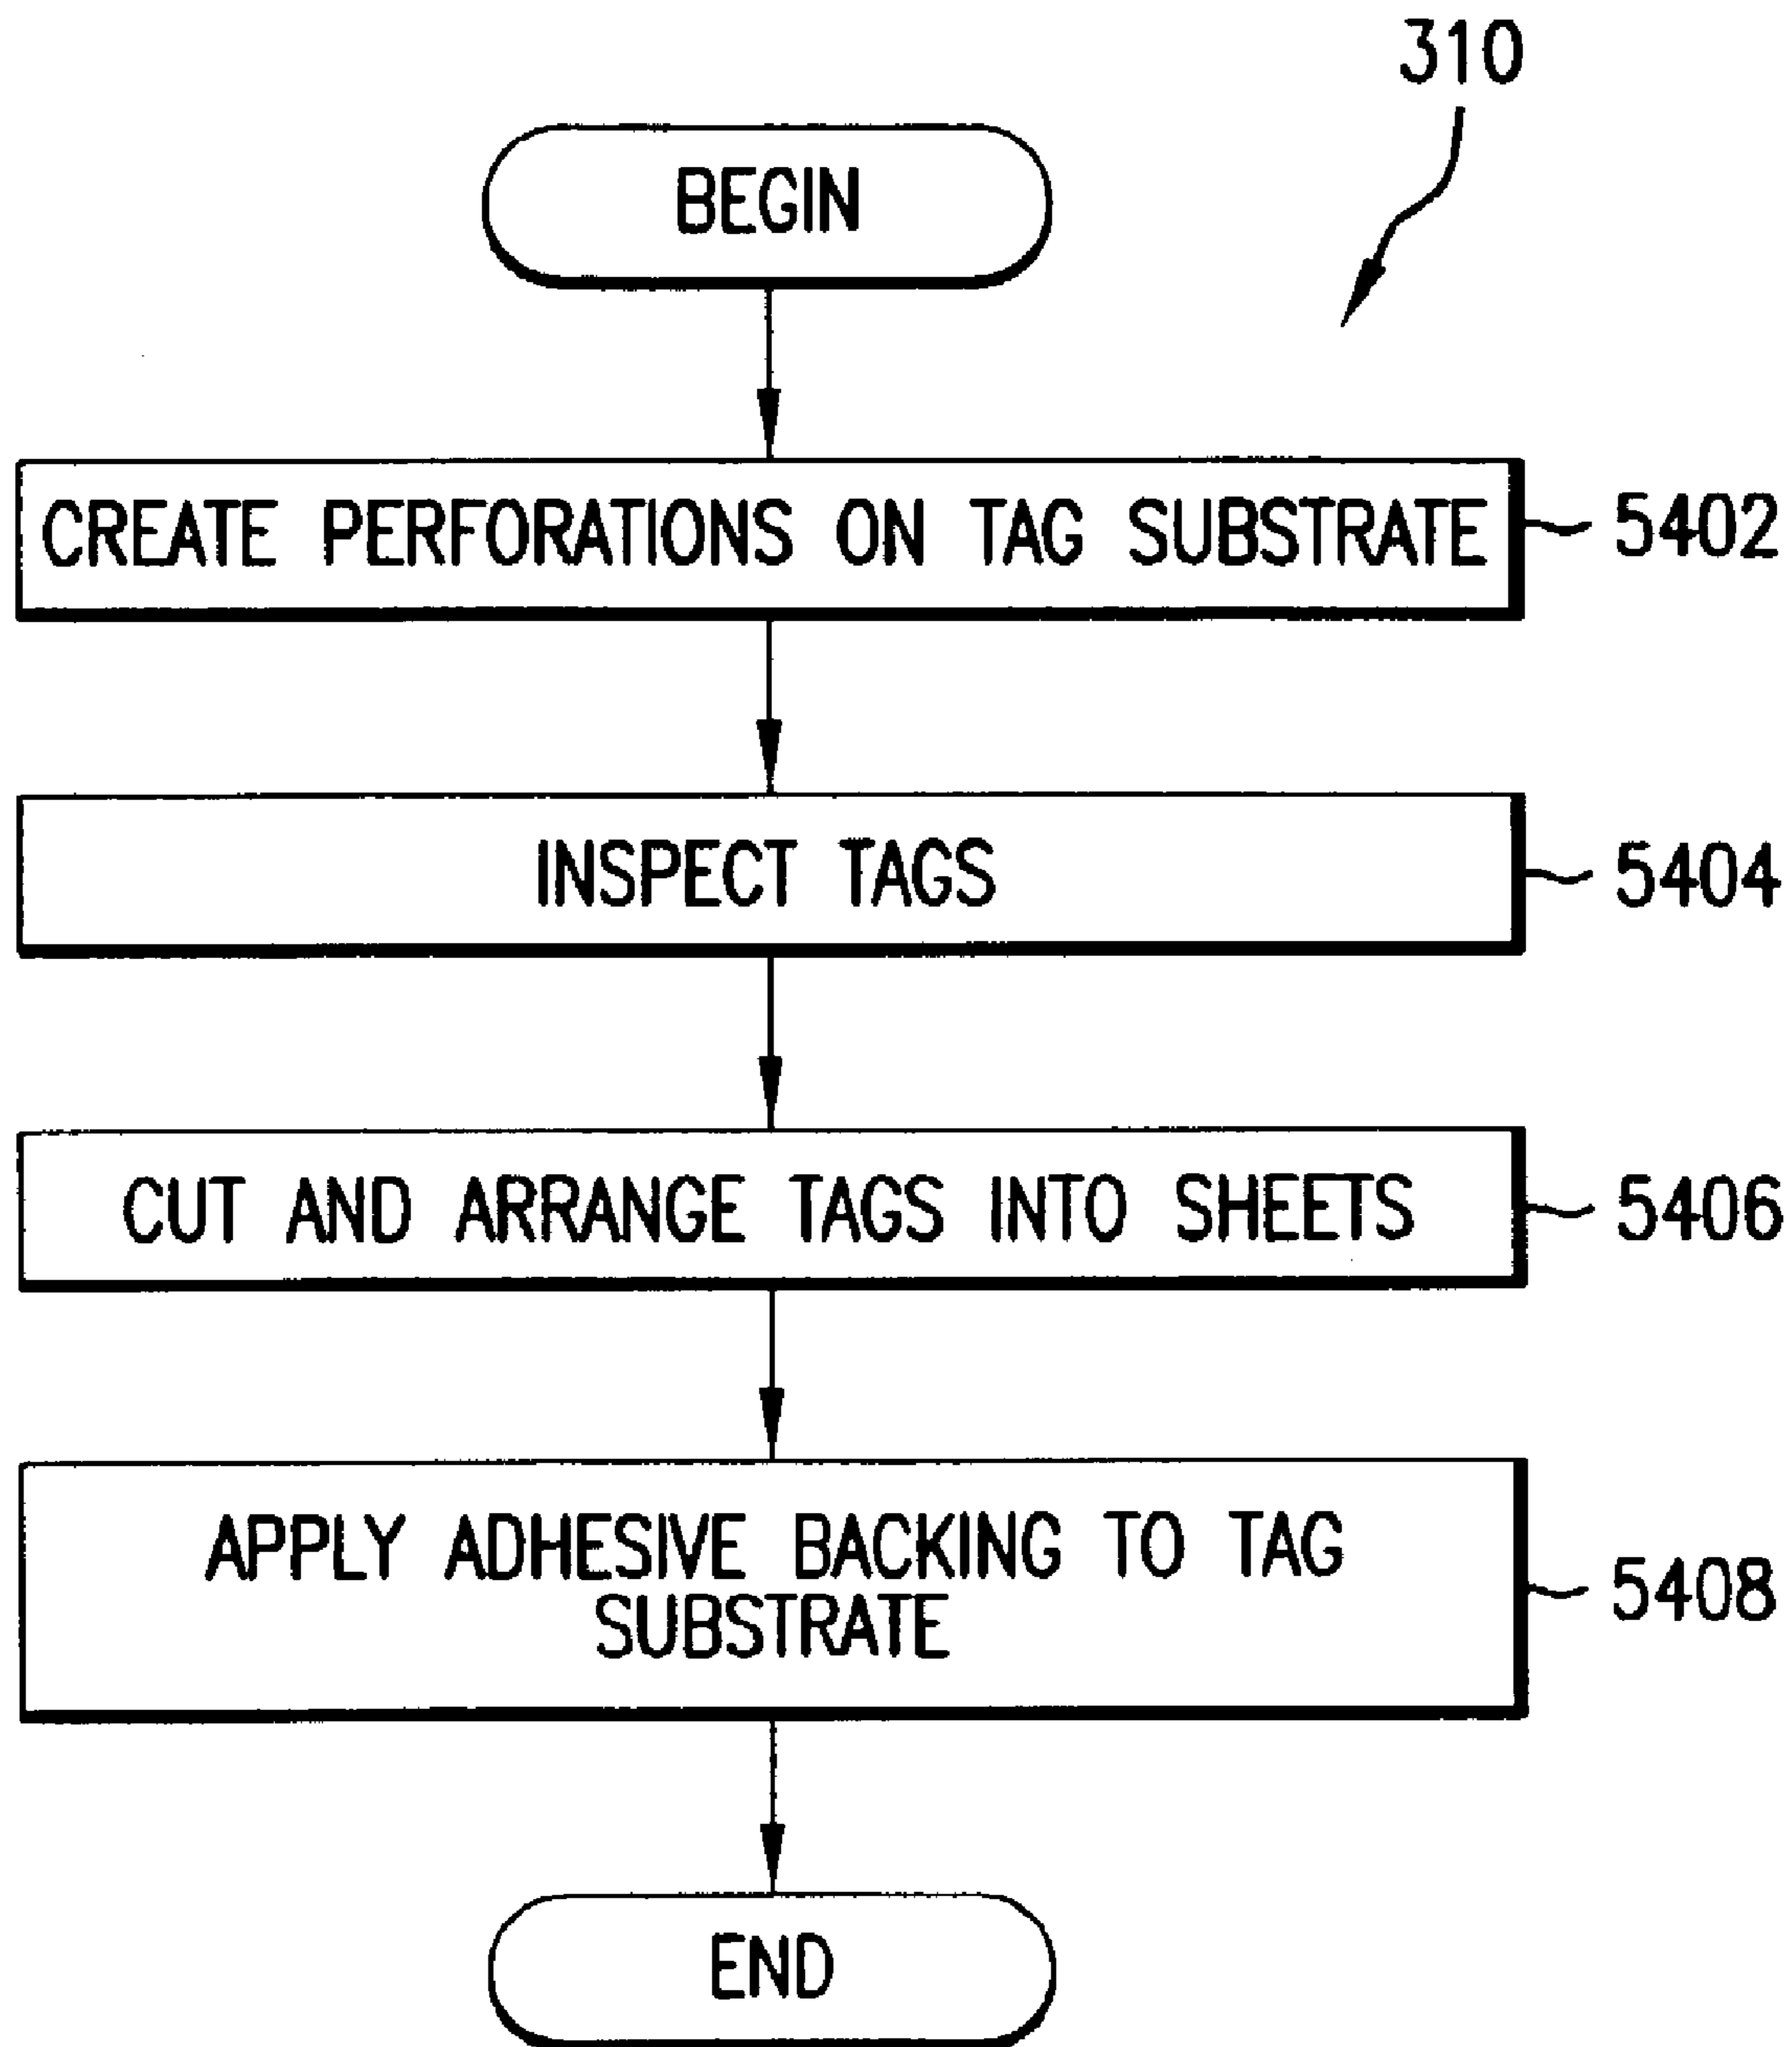 310
BEGIN
CREATE PERFORATIONS ON TAG SUBSTRATE
5402
INSPECT TAGS
5404
CUT AND ARRANGE TAGS INTO SHEETS
5406
APPLY ADHESIVE BACKING TO TAG
SUBSTRATE
5408
END